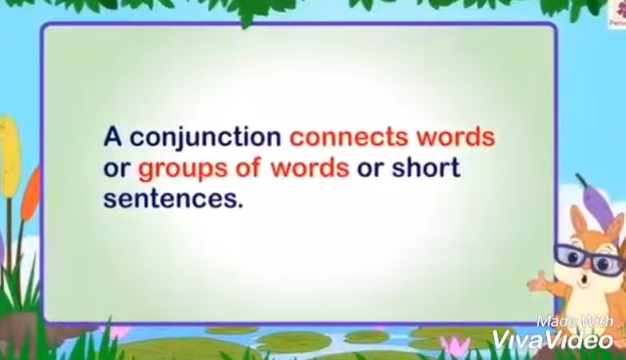 A conjunction connects words
or groups of words or short
sentences.
Made With
VivaVideo